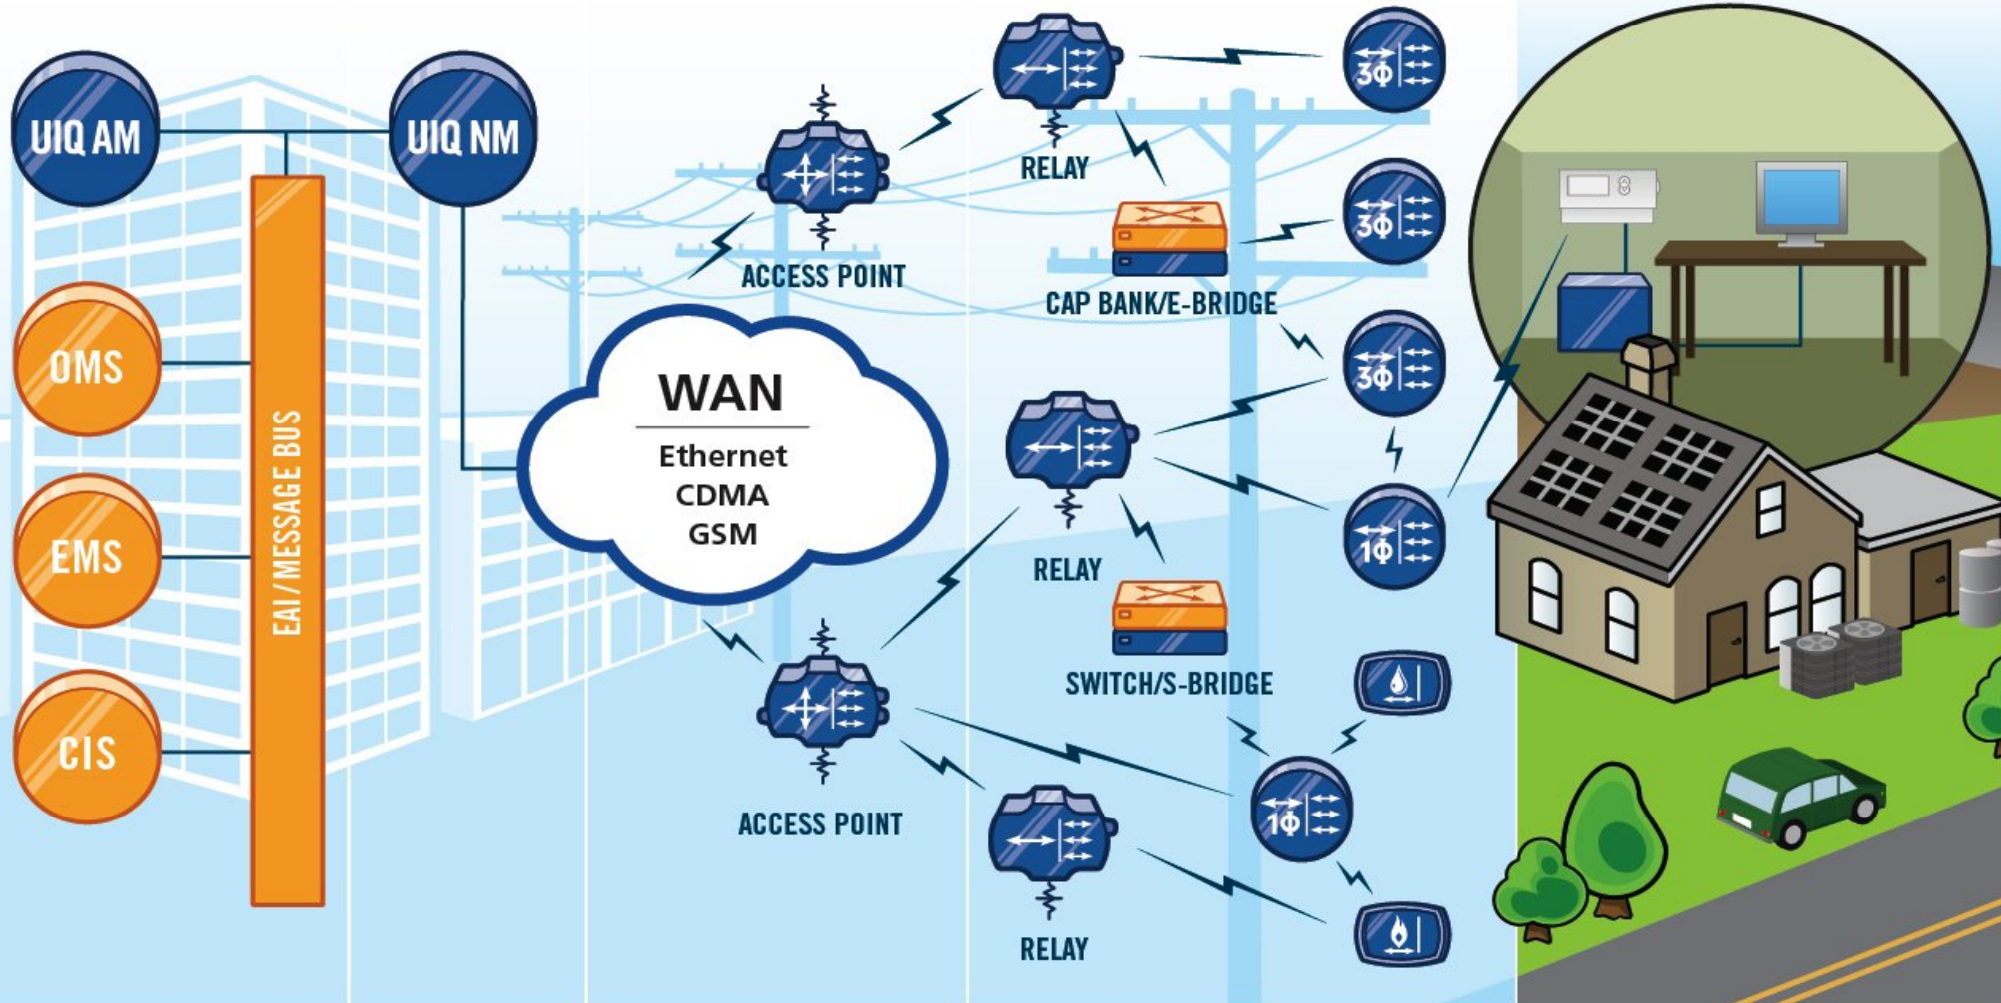 UIQ AM
UIQ NM
OMS
EMS
CIS
EAI/MESSAGE BUS
WAN
Ethernet
CDMA
GSM
ACCESS POINT
RELAY
3Φ
3Φ
CAP BANK/E-BRIDGE
3Φ
RELAY
1Φ
SWITCH/S-BRIDGE
ACCESS POINT
1Φ
RELAY